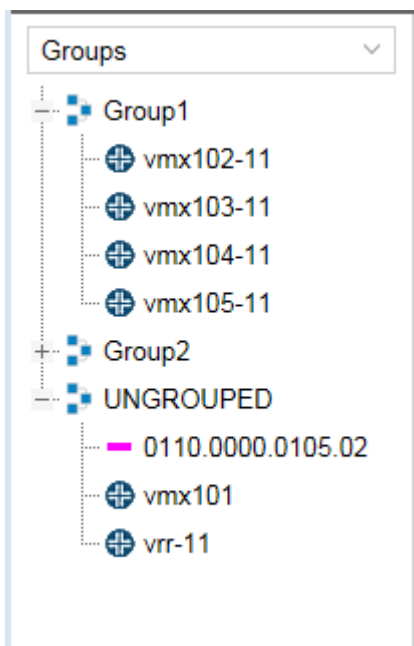 Groups
Group1
vmx102-11
vmx103-11
vmx104-11
vmx105-11
Group2
UNGROUPED
0110.0000.0105.02
vmx101
vrr-11